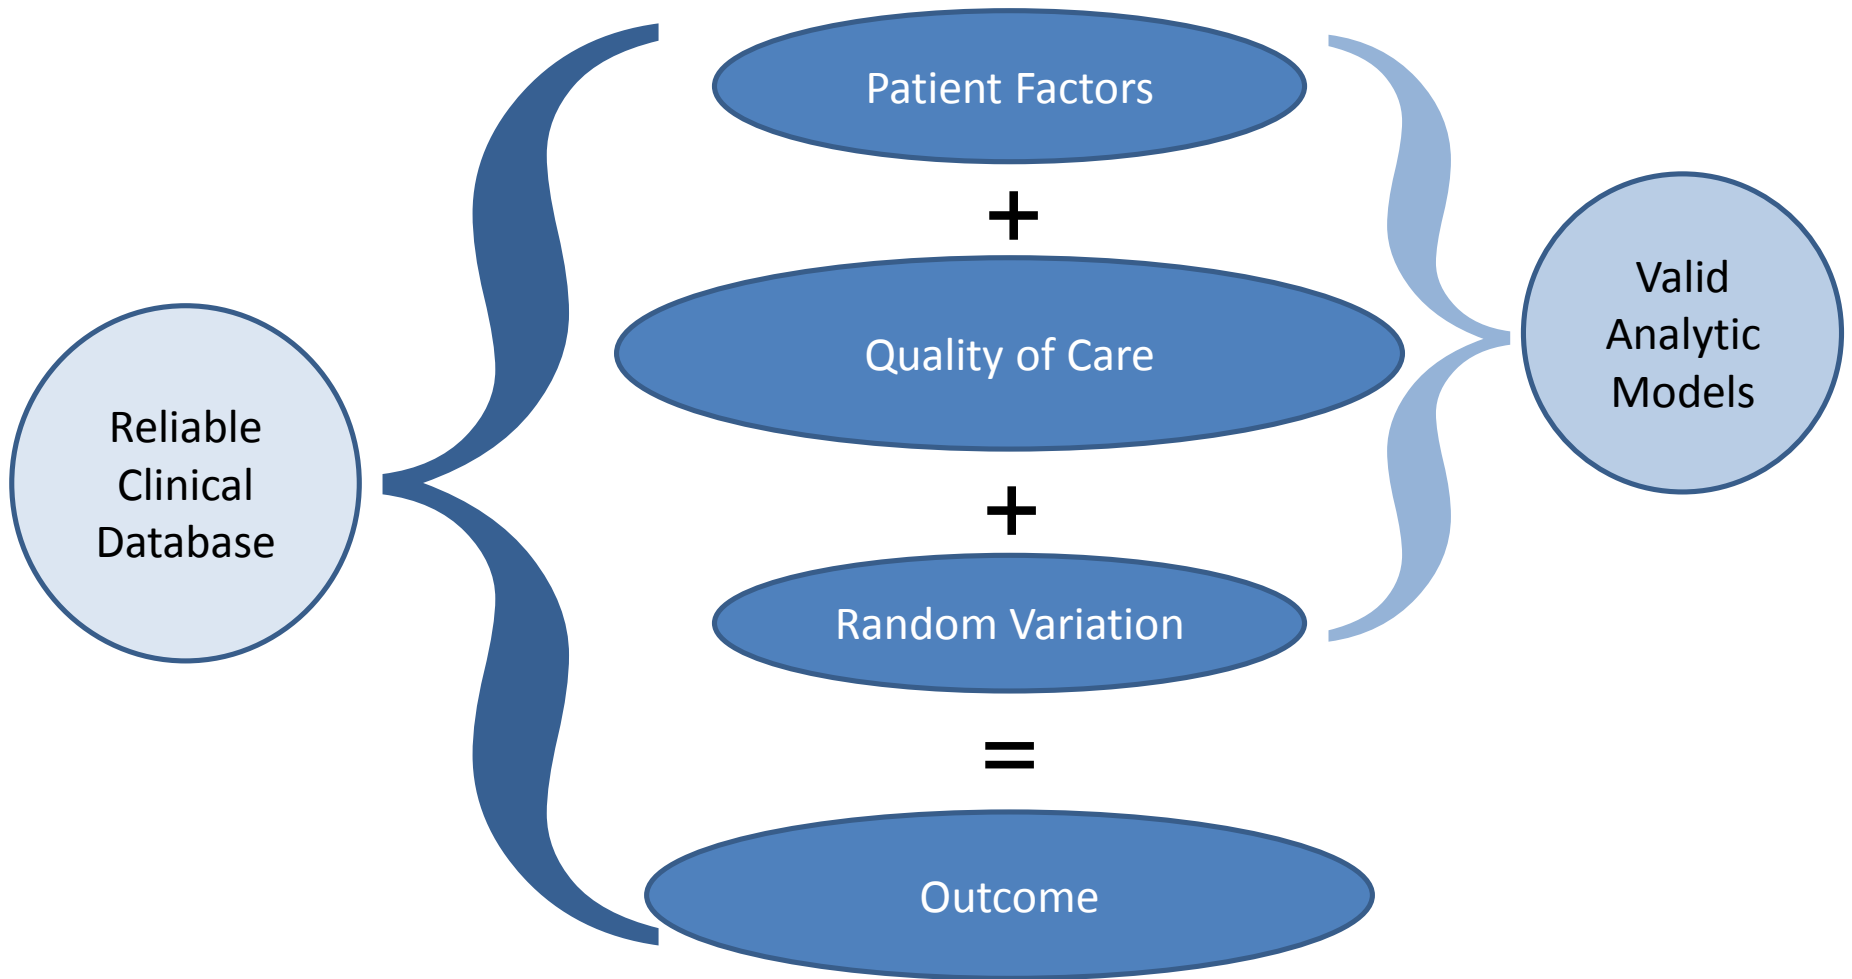 Patient Factors
+
Quality of Care
+
Random Variation
=
Outcome
Reliable
Clinical
Database
Valid
Analytic
Models